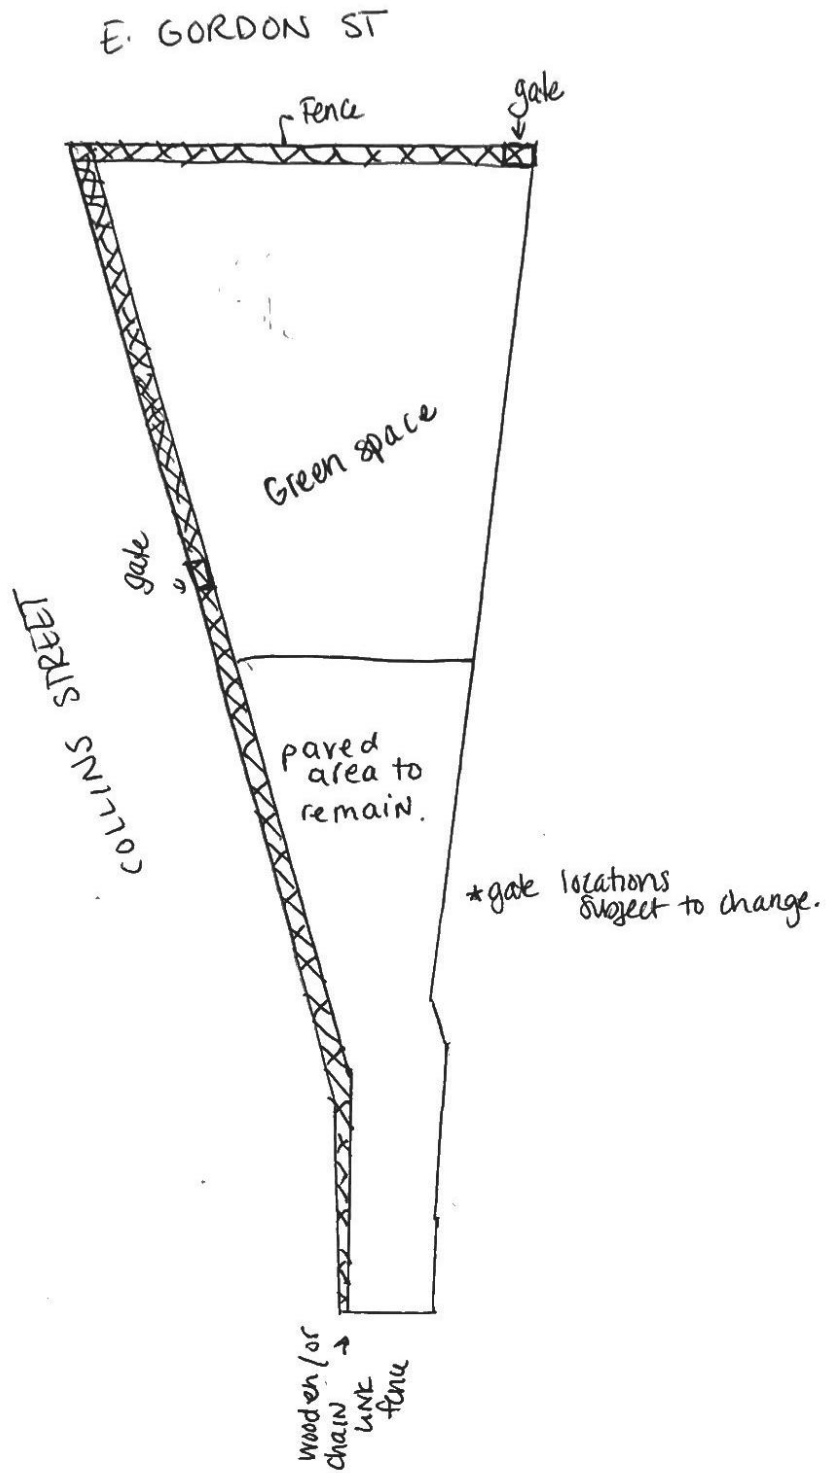 E. GORDON ST
Fence
gate
Green space
gate
COLLINS STREET
paved
area to
remain.
*gate locations
subject to change.
wooden/or
chain
link
fence